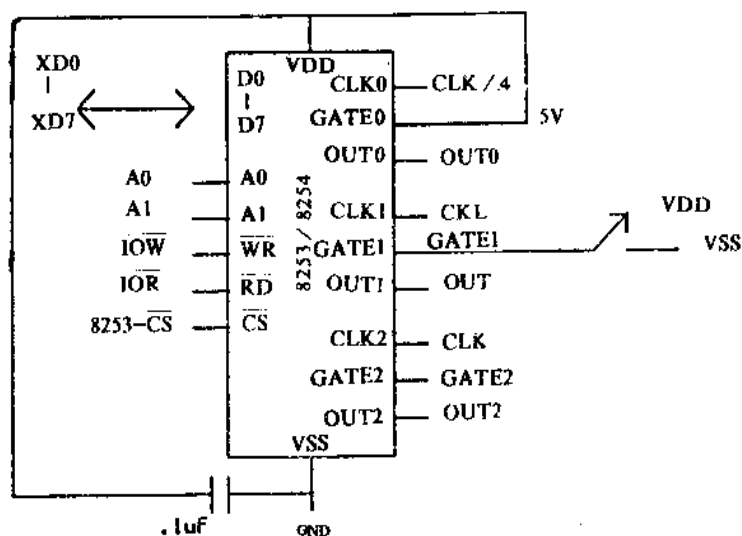 VDD
XD0
XD7
D0
D7
CLK0 CLK/.4
GATE0 5V
OUT0 OUT0
A0 A0
A1 A1
CLK1 CKL
VDD
IOW WR
GATE1 GATE1
VSS
IOR RD
OUT1 OUT
8253/8254
8253-CS CS
CLK2 CLK
GATE2 GATE2
OUT2 OUT2
VSS
.1uf
GND